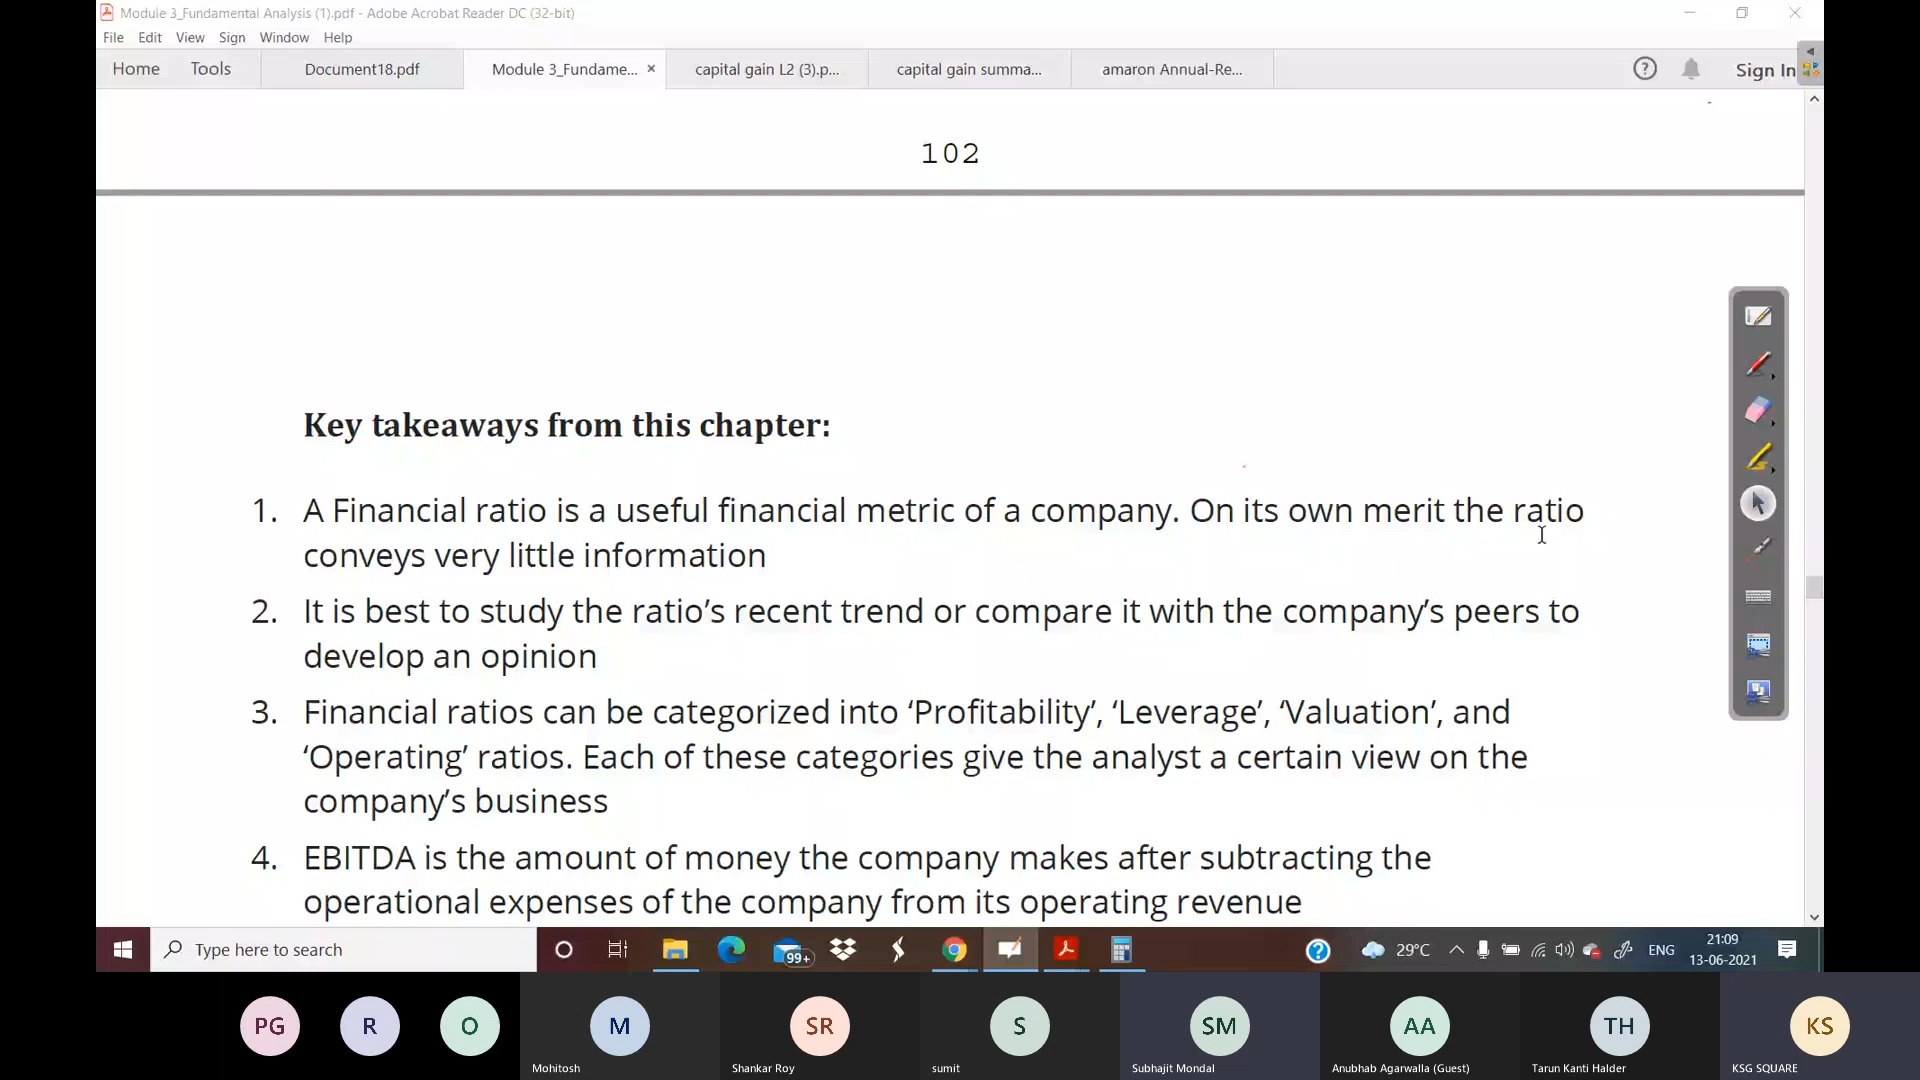 Module 3_Fundamental Analysis (1).pdf - Adobe Acrobat Reader DC (32-bit)
File Edit View Sign Window Help
Home Tools Document18.pdf Module 3_Fundame... × capital gain L2 (3).p... capital gain summa... amaron Annual-Re... Sign In
102
Key takeaways from this chapter:
1. A Financial ratio is a useful financial metric of a company. On its own merit the ratio
conveys very little information
2. It is best to study the ratio’s recent trend or compare it with the company’s peers to
develop an opinion
3. Financial ratios can be categorized into ‘Profitability’, ‘Leverage’, ‘Valuation’, and
‘Operating’ ratios. Each of these categories give the analyst a certain view on the
company’s business
4. EBITDA is the amount of money the company makes after subtracting the
operational expenses of the company from its operating revenue
Type here to search 99+ 29°C ENG 21:09
13-06-2021
PG R O M SR S SM AA TH KS
Mohitosh Shankar Roy sumit Subhajit Mondal Anubhab Agarwalla (Guest) Tarun Kanti Halder KSG SQUARE